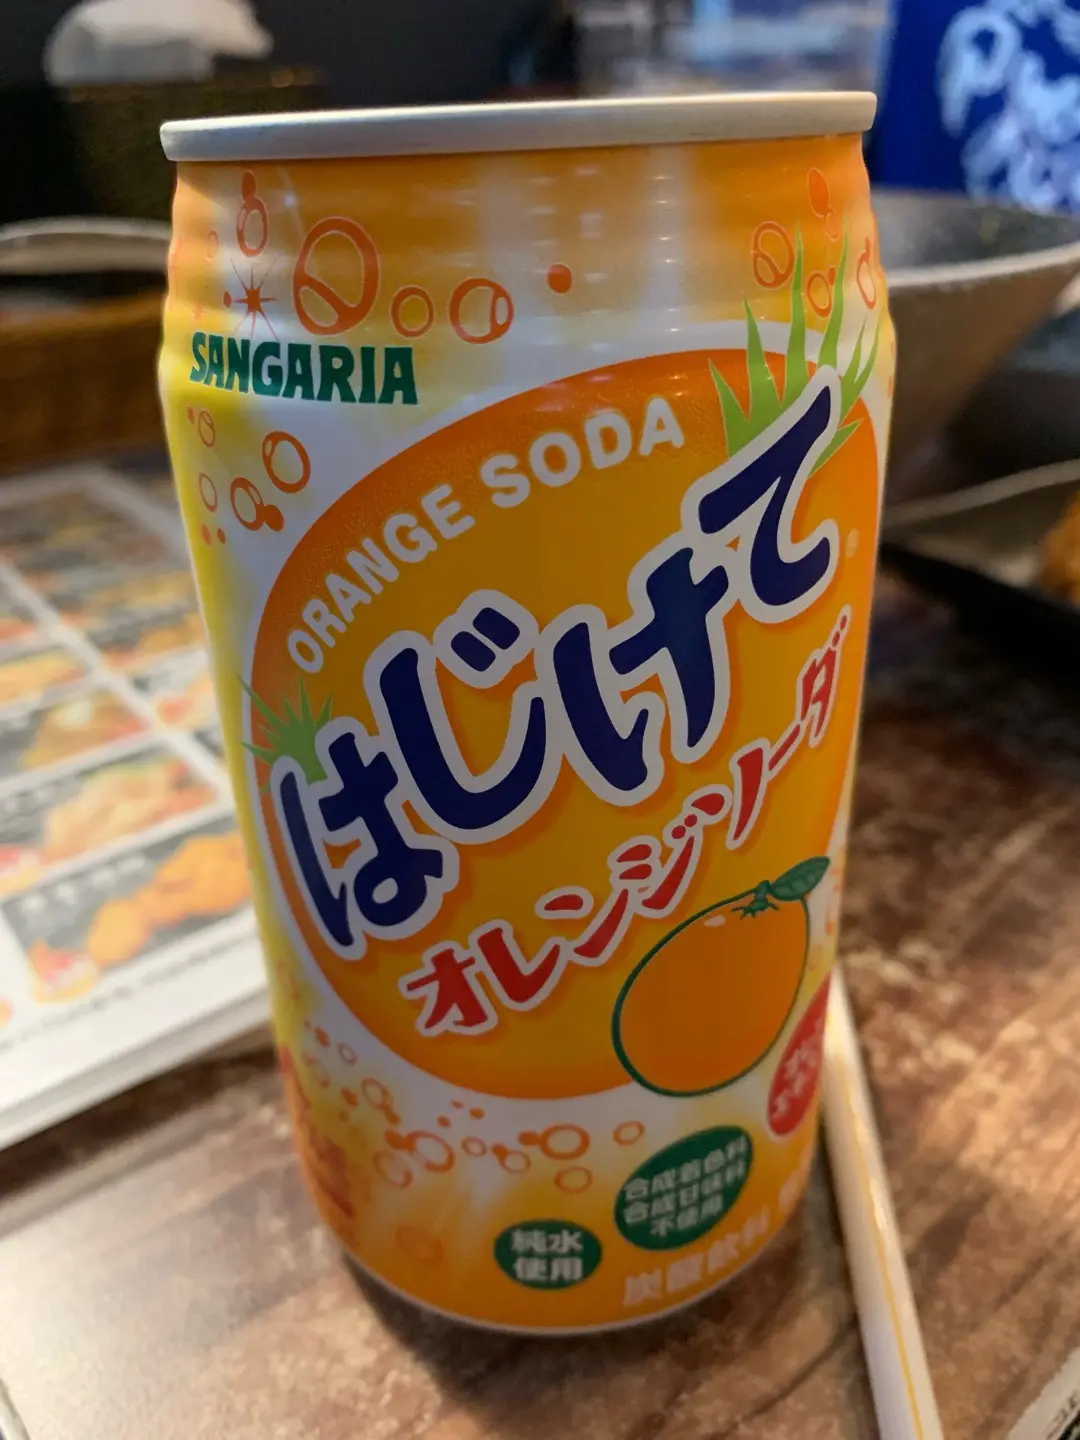 SANGARIA
ORANGE SODA
はじけて
オレンジソーダ
合成着色料
合成甘味料
不使用
純水
使用
炭酸飲料